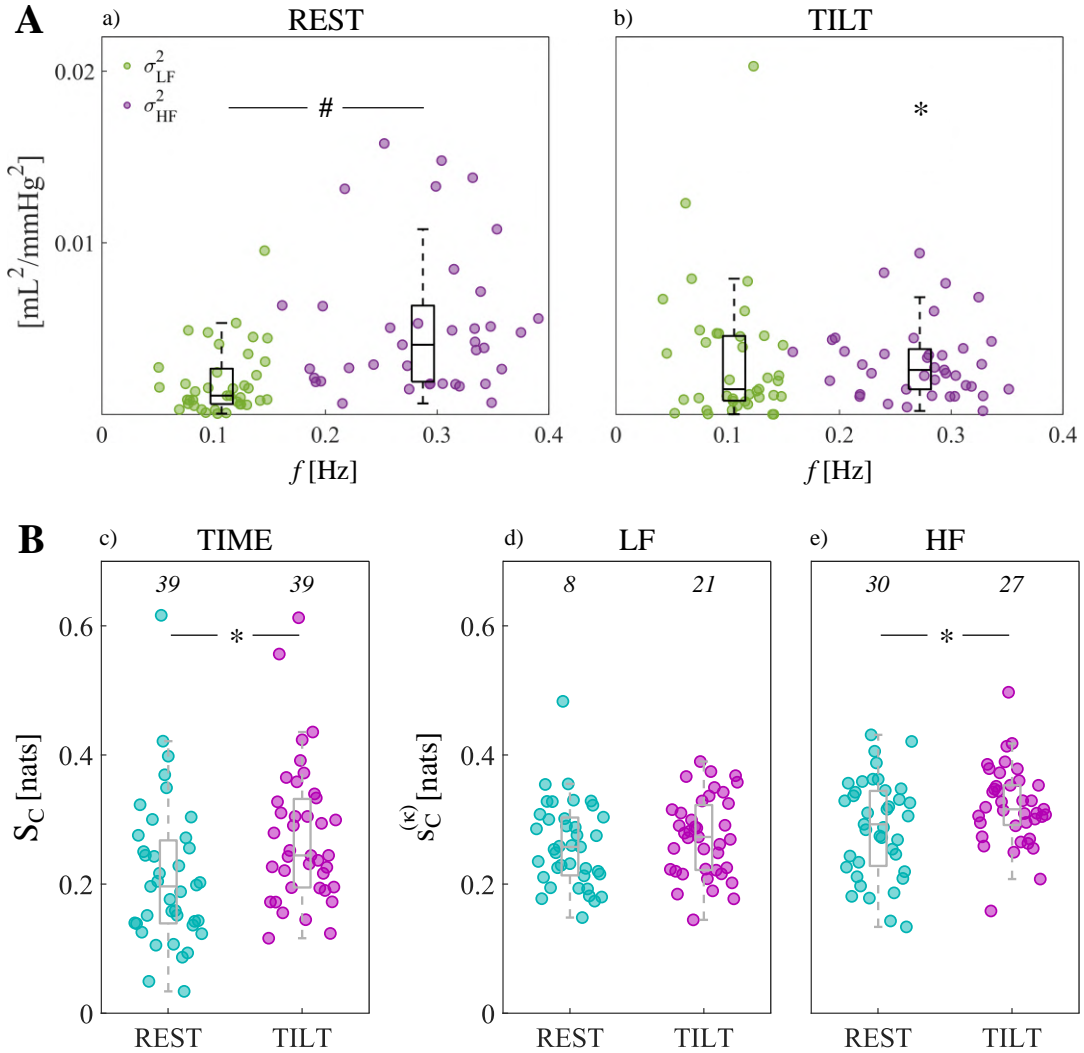 A
a) REST
b) TILT
σ²LF
σ²HF
#
*
[mL²/mmHg²]
0.02
0.01
0 0.1 0.2 0.3 0.4
0 0.1 0.2 0.3 0.4
f [Hz]
f [Hz]
B
c) TIME
d) LF
e) HF
39 39
8 21
30 27
*
*
S_C [nats]
0.6
0.4
0.2
0
s_C^(κ) [nats]
REST TILT
REST TILT
REST TILT